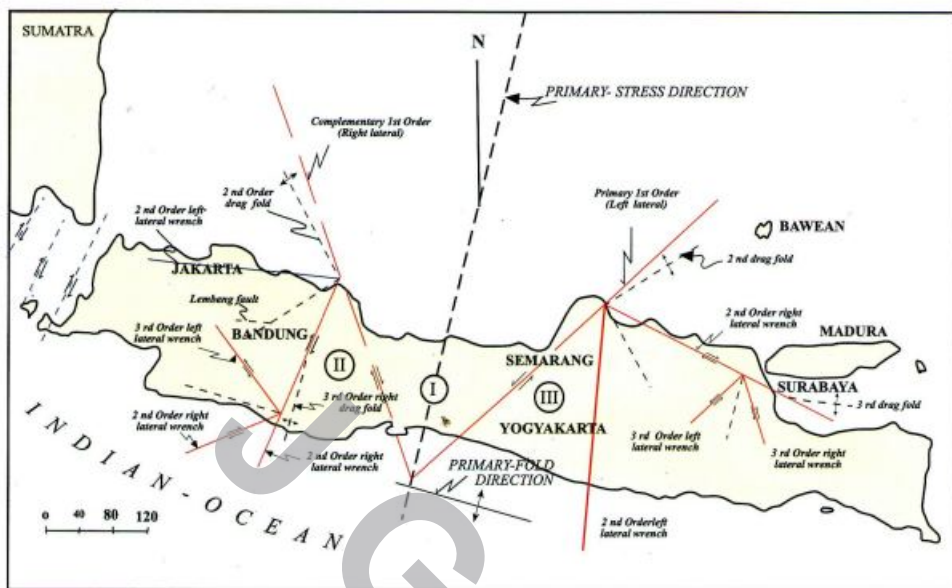 SUMATRA
N
PRIMARY- STRESS DIRECTION
Complementary 1st Order
(Right lateral)
2 nd Order
drag fold
Primary 1st Order
(Left lateral)
2 nd Order left-
lateral wrench
BAWEAN
2 nd drag fold
JAKARTA
Lembang fault
2 nd Order right
lateral wrench
3 rd Order left
lateral wrench
BANDUNG
MADURA
II
I
SEMARANG
III
SURABAYA
3 rd Order right
drag fold
3 rd drag fold
YOGYAKARTA
2 nd Order right
lateral wrench
3 rd Order left
lateral wrench
2 nd Order right
lateral wrench
3 rd Order right
lateral wrench
PRIMARY-FOLD
DIRECTION
INDIAN-OCEAN
2 nd Orderleft
lateral wrench
0 40 80 120